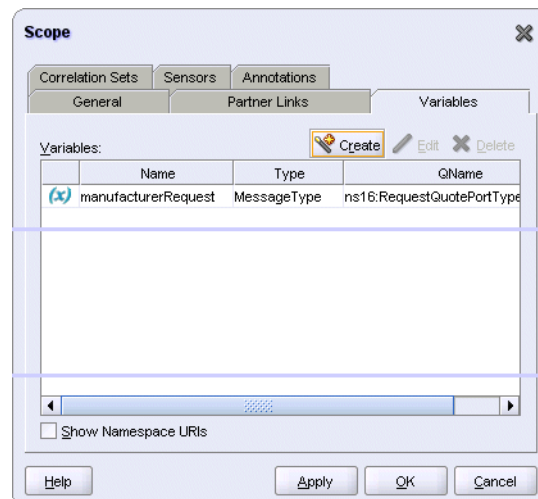 Scope
Correlation Sets Sensors Annotations
General Partner Links Variables
Variables: Create Edit Delete
Name Type QName
(x) manufacturerRequest MessageType ns16:RequestQuotePortType
Show Namespace URIs
Help Apply OK Cancel